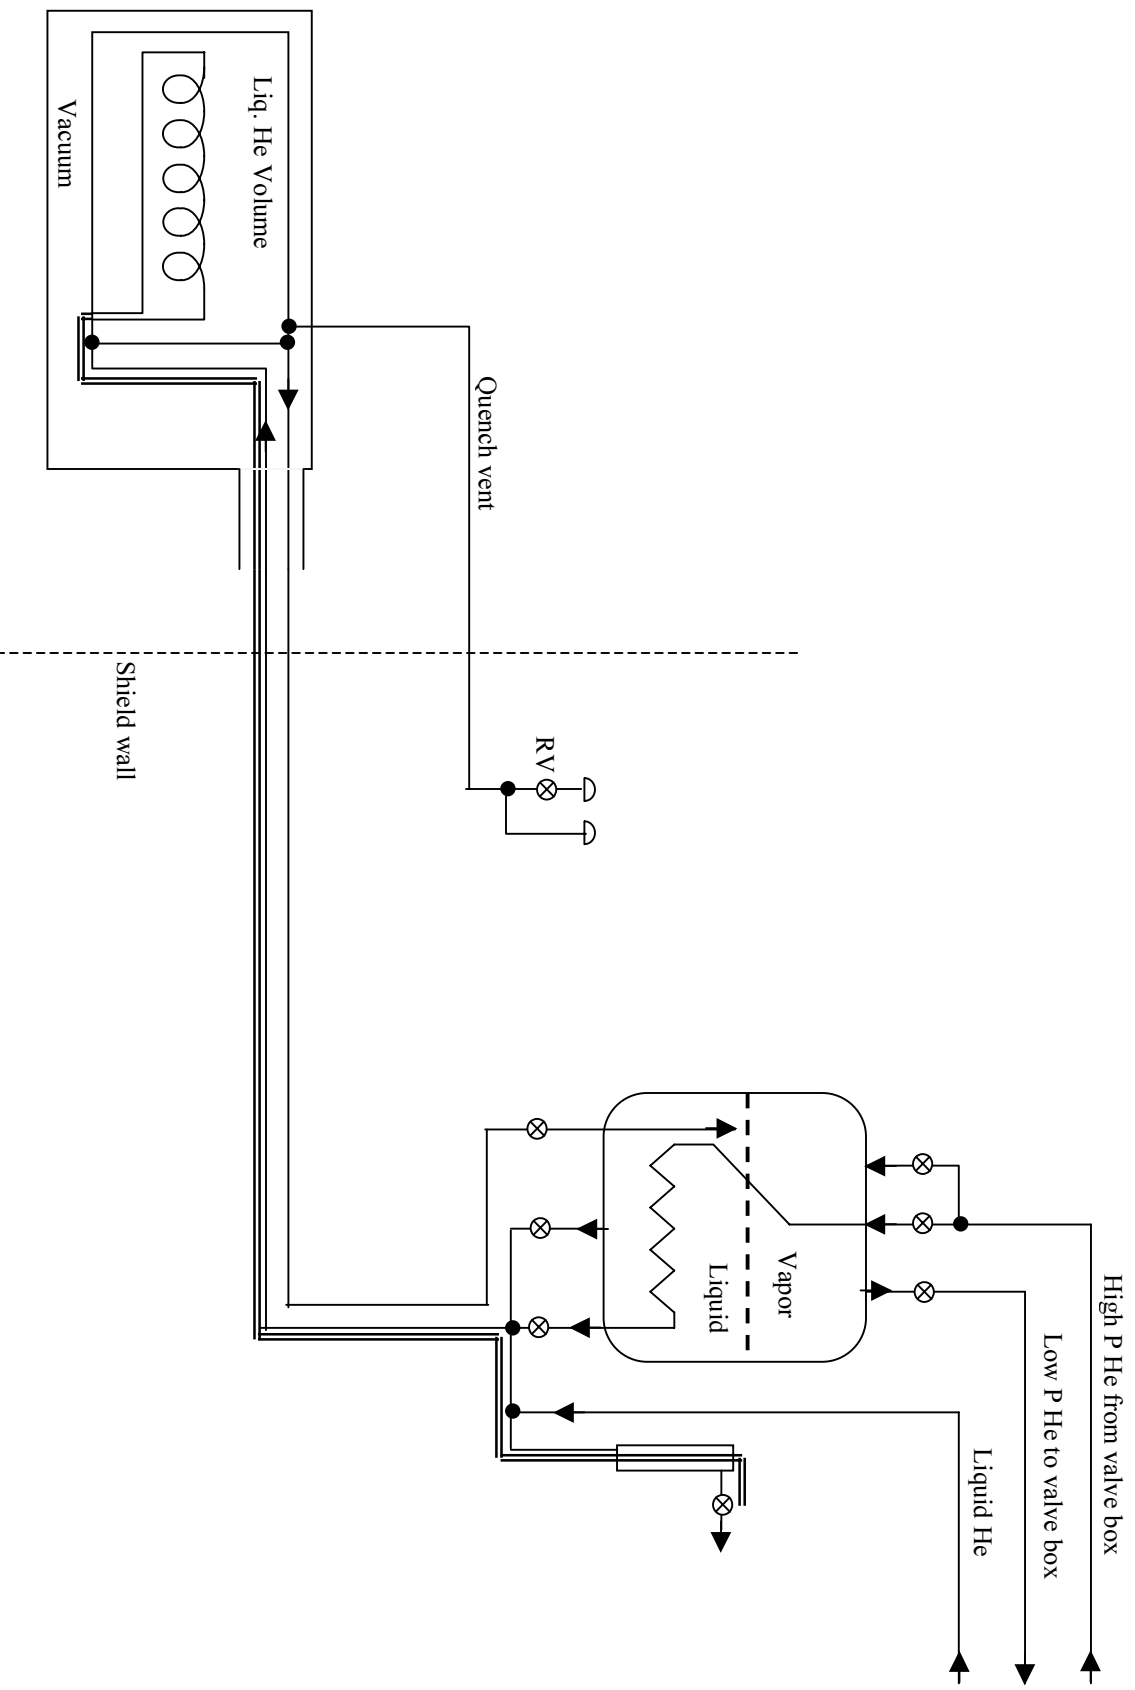 High P He from valve box
Low P He to valve box
Liquid He
Vapor
Liquid
RV
Quench vent
Liq. He Volume
Shield wall
Vacuum